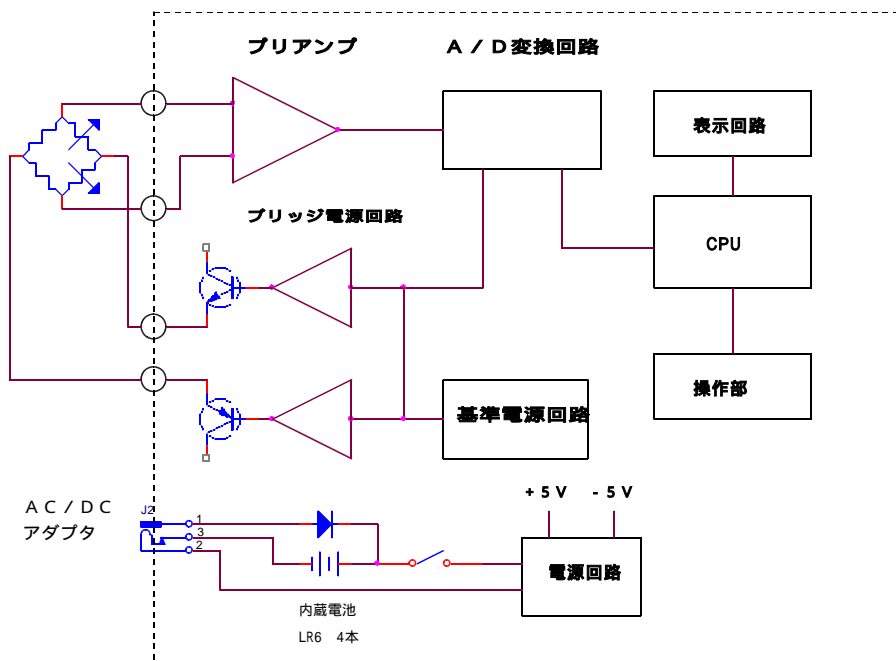 プリアンプ
A/D変換回路
表示回路
ブリッジ電源回路
CPU
操作部
基準電源回路
+5V
-5V
AC/DC
アダプタ
J2
1
3
2
電源回路
内蔵電池
LR6 4本